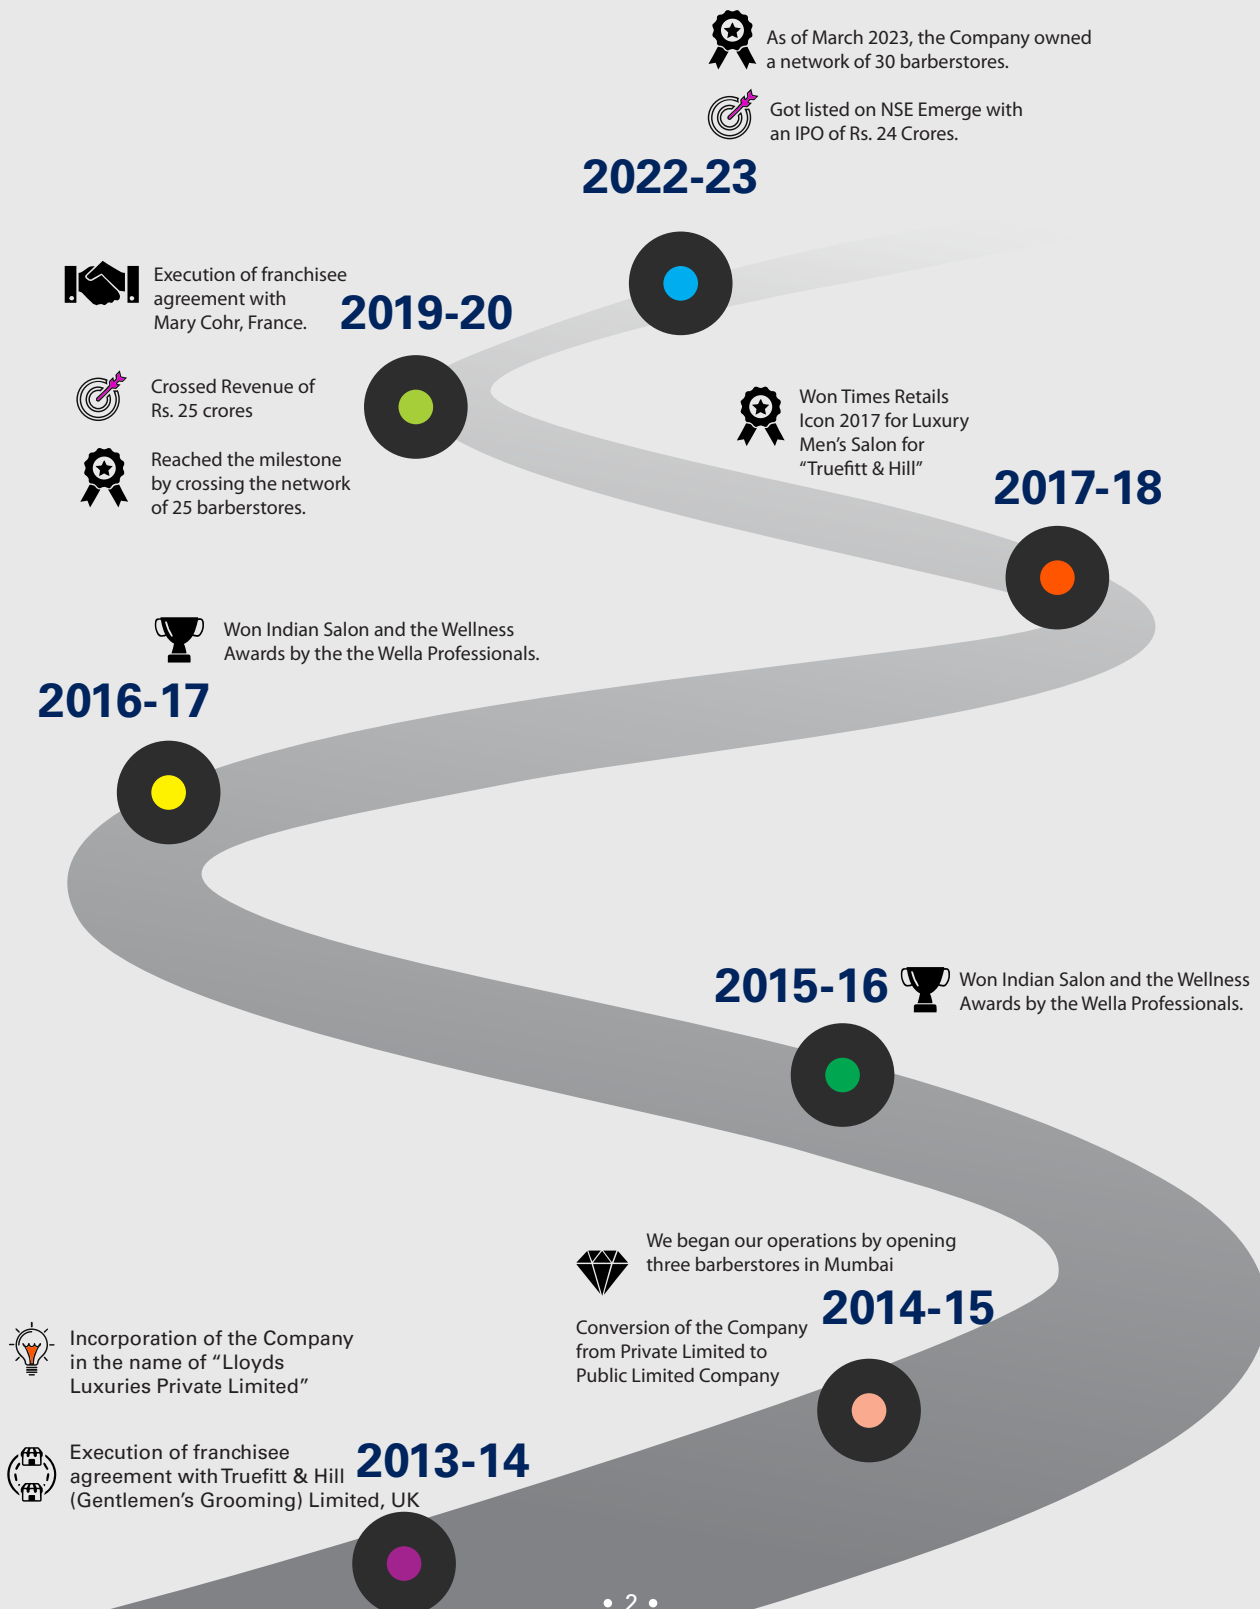 As of March 2023, the Company owned
a network of 30 barberstores.
Got listed on NSE Emerge with
an IPO of Rs. 24 Crores.
2022-23
Execution of franchisee
agreement with
Mary Cohr, France.
2019-20
Crossed Revenue of
Rs. 25 crores
Reached the milestone
by crossing the network
of 25 barberstores.
Won Times Retails
Icon 2017 for Luxury
Men's Salon for
“Truefitt & Hill”
2017-18
Won Indian Salon and the Wellness
Awards by the the Wella Professionals.
2016-17
2015-16
Won Indian Salon and the Wellness
Awards by the Wella Professionals.
We began our operations by opening
three barberstores in Mumbai
2014-15
Conversion of the Company
from Private Limited to
Public Limited Company
Incorporation of the Company
in the name of “Lloyds
Luxuries Private Limited”
Execution of franchisee
agreement with Truefitt & Hill
(Gentlemen's Grooming) Limited, UK
2013-14
• 2 •